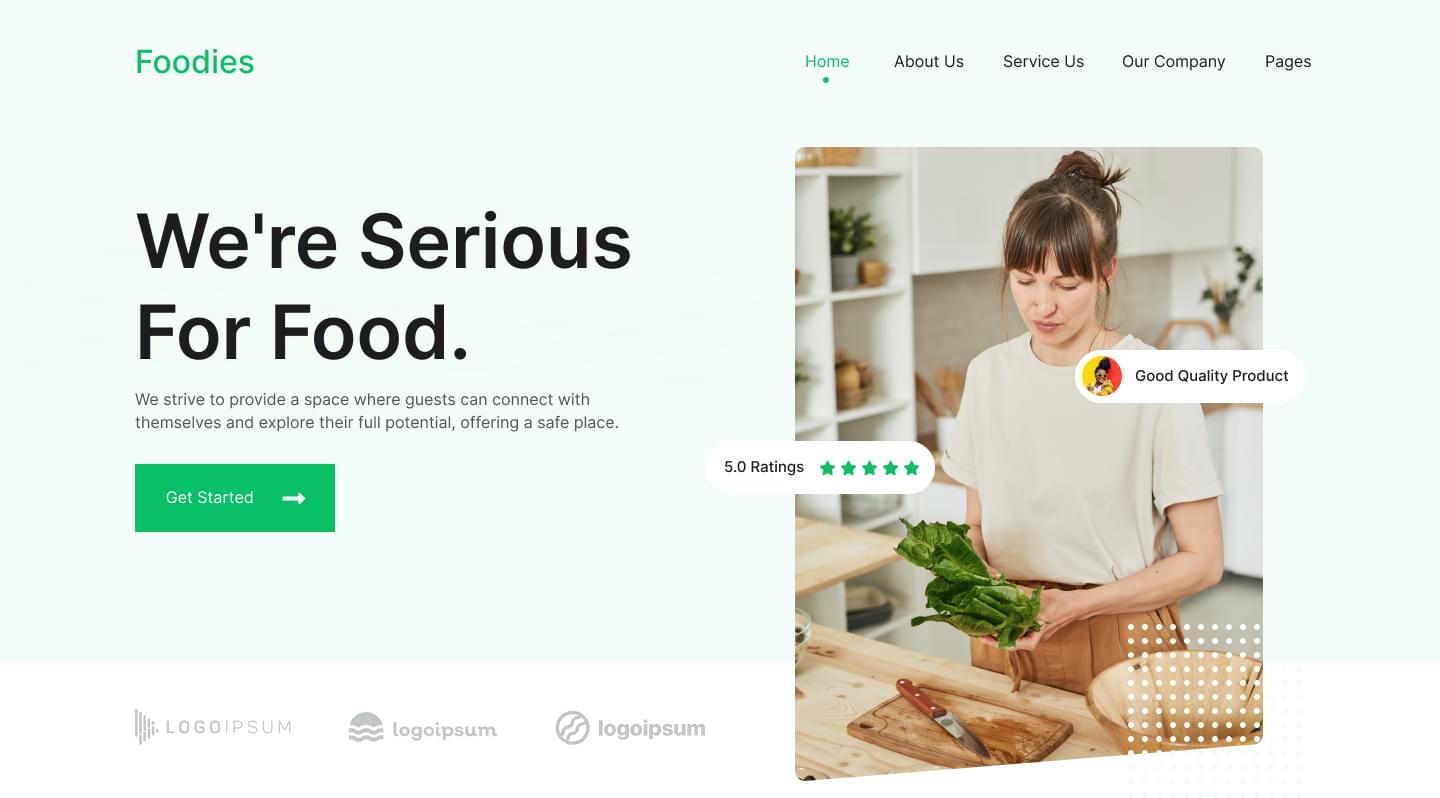 Foodies
Home
About Us
Service Us
Our Company
Pages
We're Serious
For Food.
We strive to provide a space where guests can connect with
themselves and explore their full potential, offering a safe place.
Get Started
Good Quality Product
5.0 Ratings
LOGOIPSUM
logoipsum
logoipsum